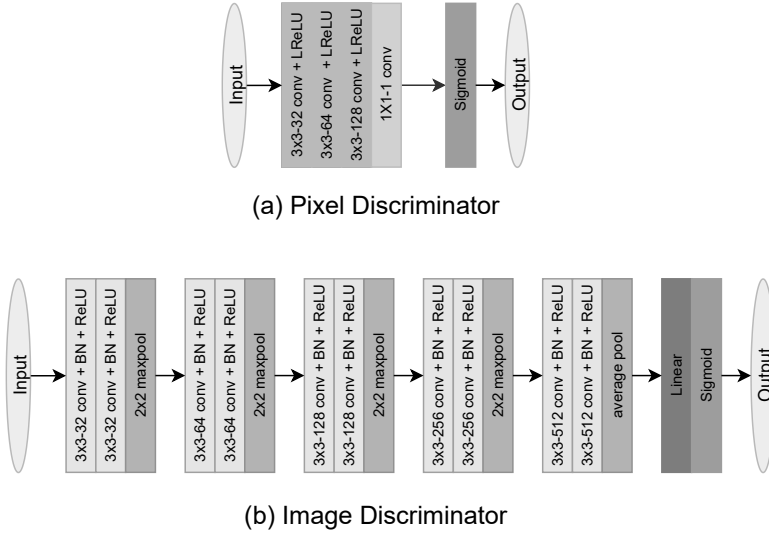 Input
3x3-32 conv + LReLU
3x3-64 conv + LReLU
3x3-128 conv + LReLU
1X1-1 conv
Sigmoid
Output
(a) Pixel Discriminator
Input
3x3-32 conv + BN + ReLU
3x3-32 conv + BN + ReLU
2x2 maxpool
3x3-64 conv + BN + ReLU
3x3-64 conv + BN + ReLU
2x2 maxpool
3x3-128 conv + BN + ReLU
3x3-128 conv + BN + ReLU
2x2 maxpool
3x3-256 conv + BN + ReLU
3x3-256 conv + BN + ReLU
2x2 maxpool
3x3-512 conv + BN + ReLU
3x3-512 conv + BN + ReLU
average pool
Linear
Sigmoid
Output
(b) Image Discriminator